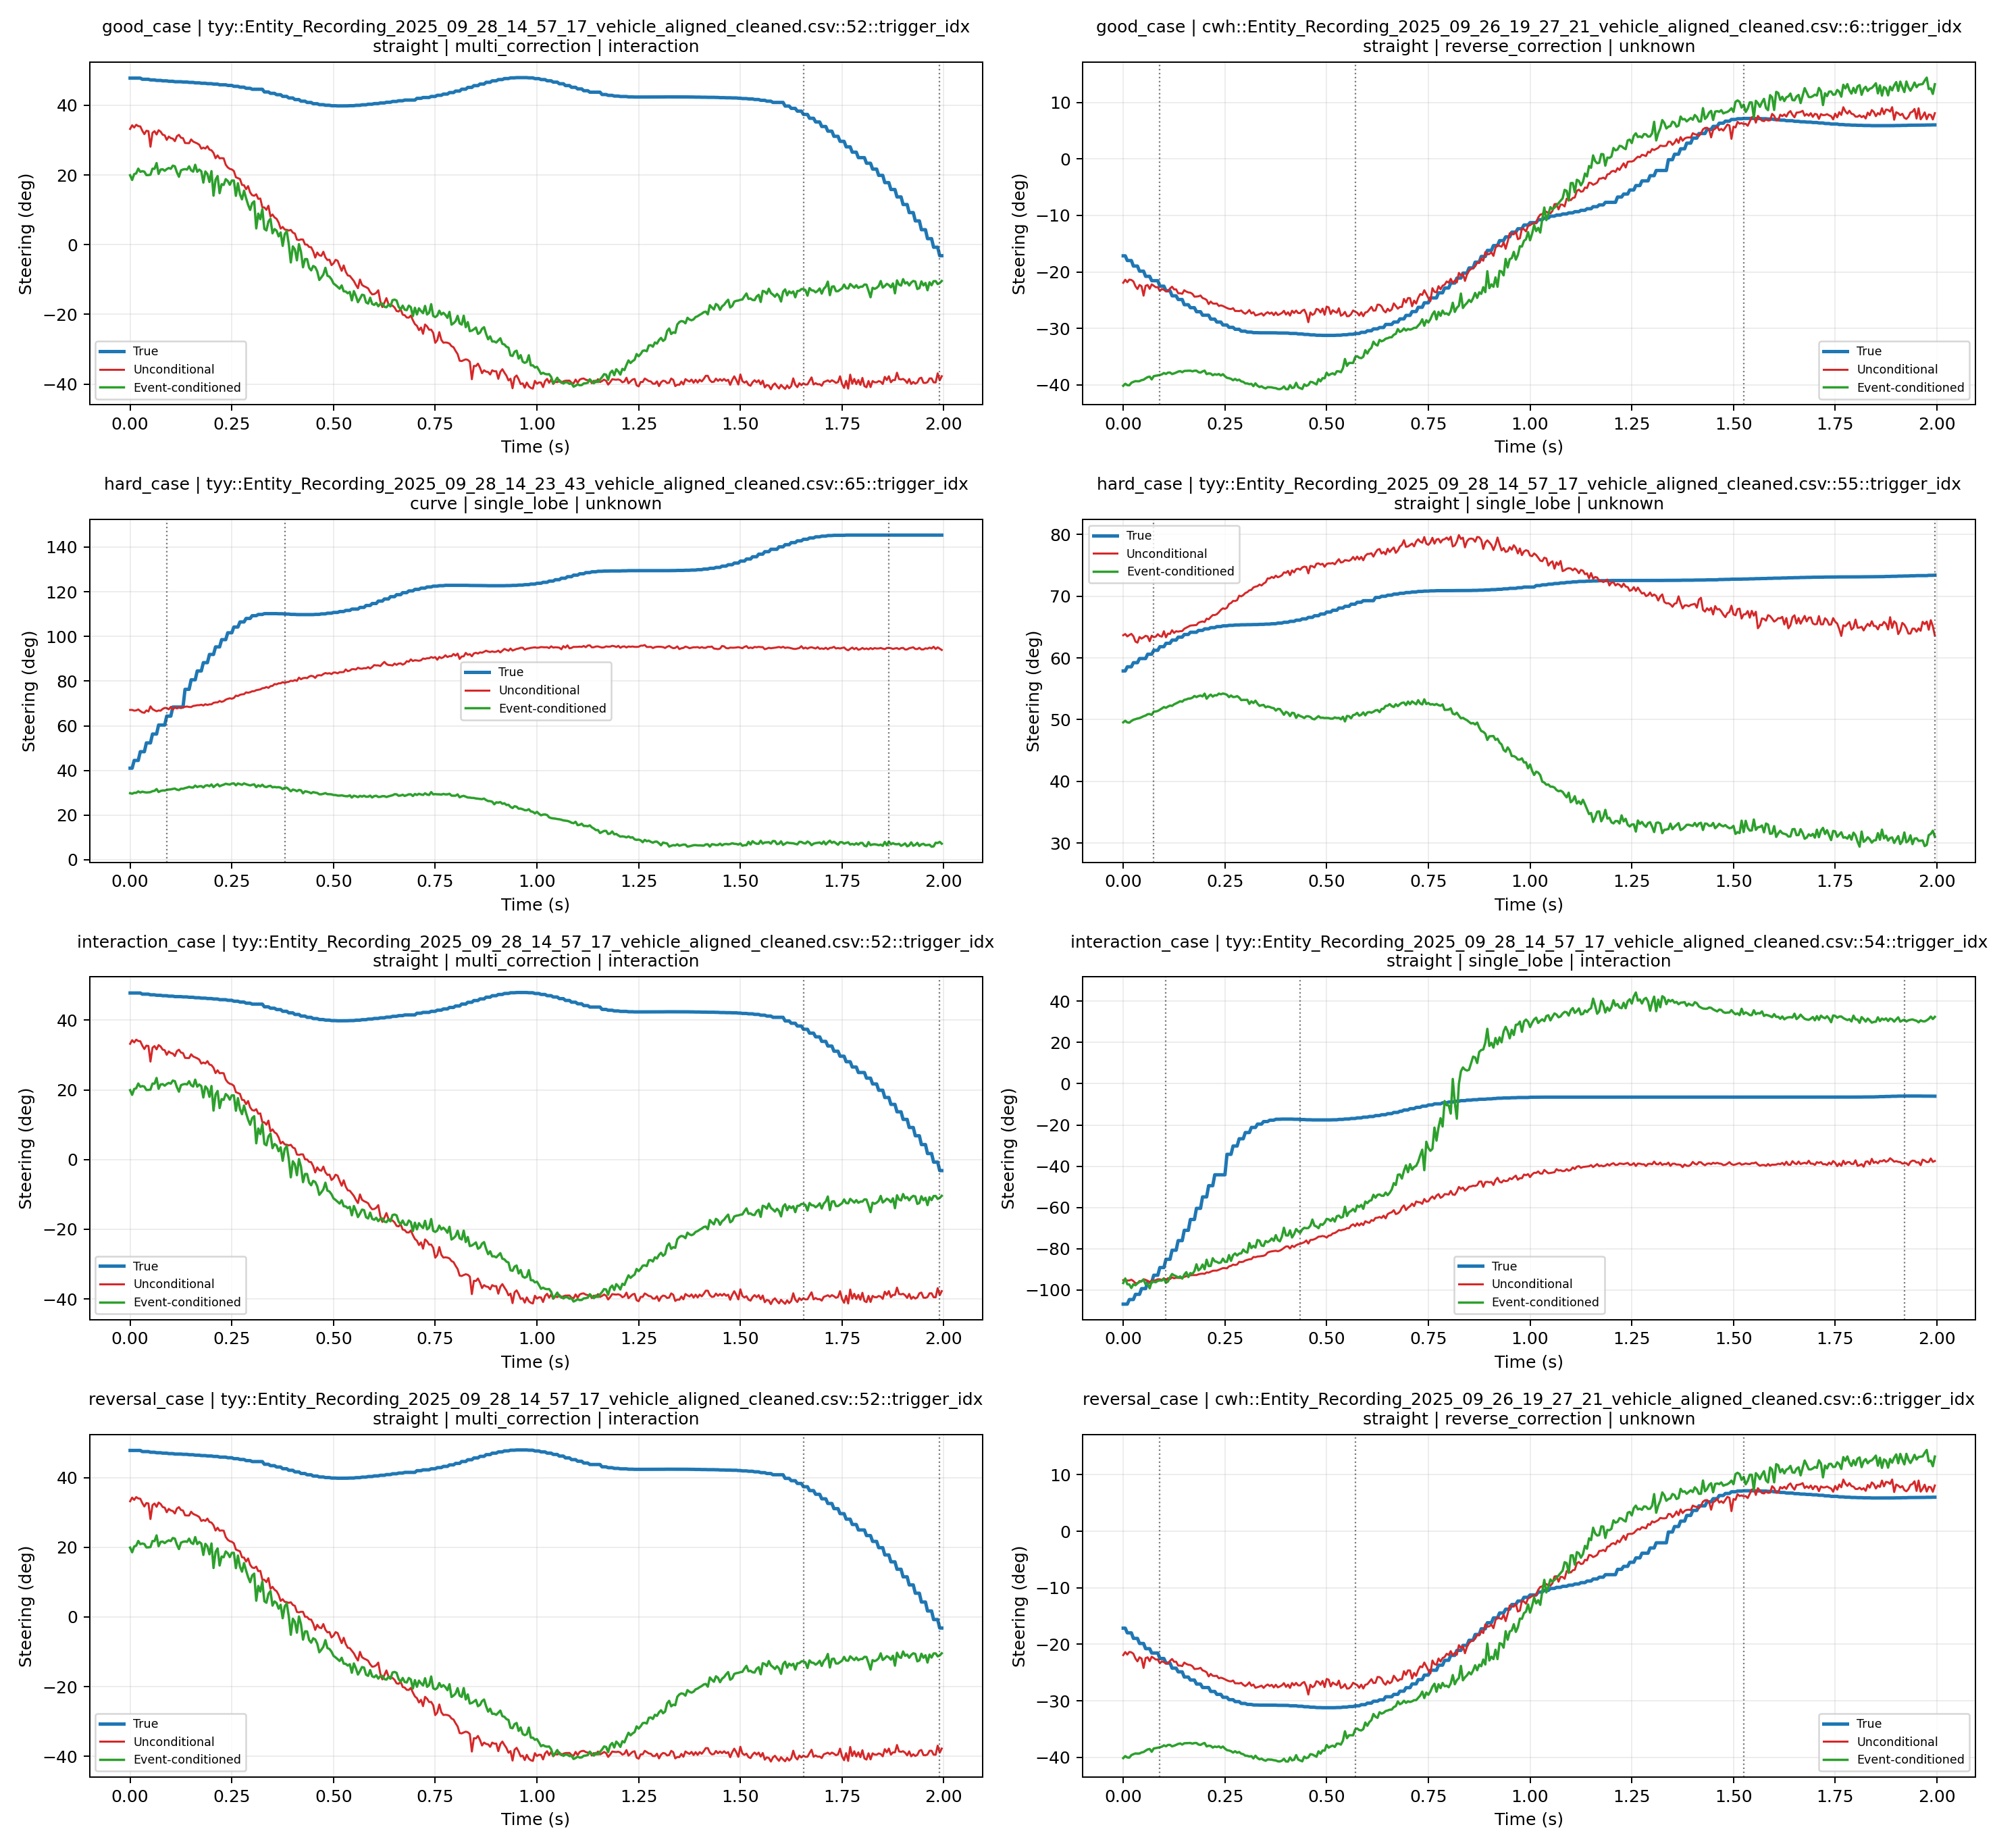 good_case | tyy::Entity_Recording_2025_09_28_14_57_17_vehicle_aligned_cleaned.csv::52::trigger_idx
straight | multi_correction | interaction
Steering (deg)
40
20
0
−20
−40
True
Unconditional
Event-conditioned
0.00 0.25 0.50 0.75 1.00 1.25 1.50 1.75 2.00
Time (s)
good_case | cwh::Entity_Recording_2025_09_26_19_27_21_vehicle_aligned_cleaned.csv::6::trigger_idx
straight | reverse_correction | unknown
Steering (deg)
10
0
−10
−20
−30
−40
True
Unconditional
Event-conditioned
0.00 0.25 0.50 0.75 1.00 1.25 1.50 1.75 2.00
Time (s)
hard_case | tyy::Entity_Recording_2025_09_28_14_23_43_vehicle_aligned_cleaned.csv::65::trigger_idx
curve | single_lobe | unknown
Steering (deg)
140
120
100
80
60
40
20
0
True
Unconditional
Event-conditioned
0.00 0.25 0.50 0.75 1.00 1.25 1.50 1.75 2.00
Time (s)
hard_case | tyy::Entity_Recording_2025_09_28_14_57_17_vehicle_aligned_cleaned.csv::55::trigger_idx
straight | single_lobe | unknown
Steering (deg)
80
70
60
50
40
30
True
Unconditional
Event-conditioned
0.00 0.25 0.50 0.75 1.00 1.25 1.50 1.75 2.00
Time (s)
interaction_case | tyy::Entity_Recording_2025_09_28_14_57_17_vehicle_aligned_cleaned.csv::52::trigger_idx
straight | multi_correction | interaction
Steering (deg)
40
20
0
−20
−40
True
Unconditional
Event-conditioned
0.00 0.25 0.50 0.75 1.00 1.25 1.50 1.75 2.00
Time (s)
interaction_case | tyy::Entity_Recording_2025_09_28_14_57_17_vehicle_aligned_cleaned.csv::54::trigger_idx
straight | single_lobe | interaction
Steering (deg)
40
20
0
−20
−40
−60
−80
−100
True
Unconditional
Event-conditioned
0.00 0.25 0.50 0.75 1.00 1.25 1.50 1.75 2.00
Time (s)
reversal_case | tyy::Entity_Recording_2025_09_28_14_57_17_vehicle_aligned_cleaned.csv::52::trigger_idx
straight | multi_correction | interaction
Steering (deg)
40
20
0
−20
−40
True
Unconditional
Event-conditioned
0.00 0.25 0.50 0.75 1.00 1.25 1.50 1.75 2.00
Time (s)
reversal_case | cwh::Entity_Recording_2025_09_26_19_27_21_vehicle_aligned_cleaned.csv::6::trigger_idx
straight | reverse_correction | unknown
Steering (deg)
10
0
−10
−20
−30
−40
True
Unconditional
Event-conditioned
0.00 0.25 0.50 0.75 1.00 1.25 1.50 1.75 2.00
Time (s)